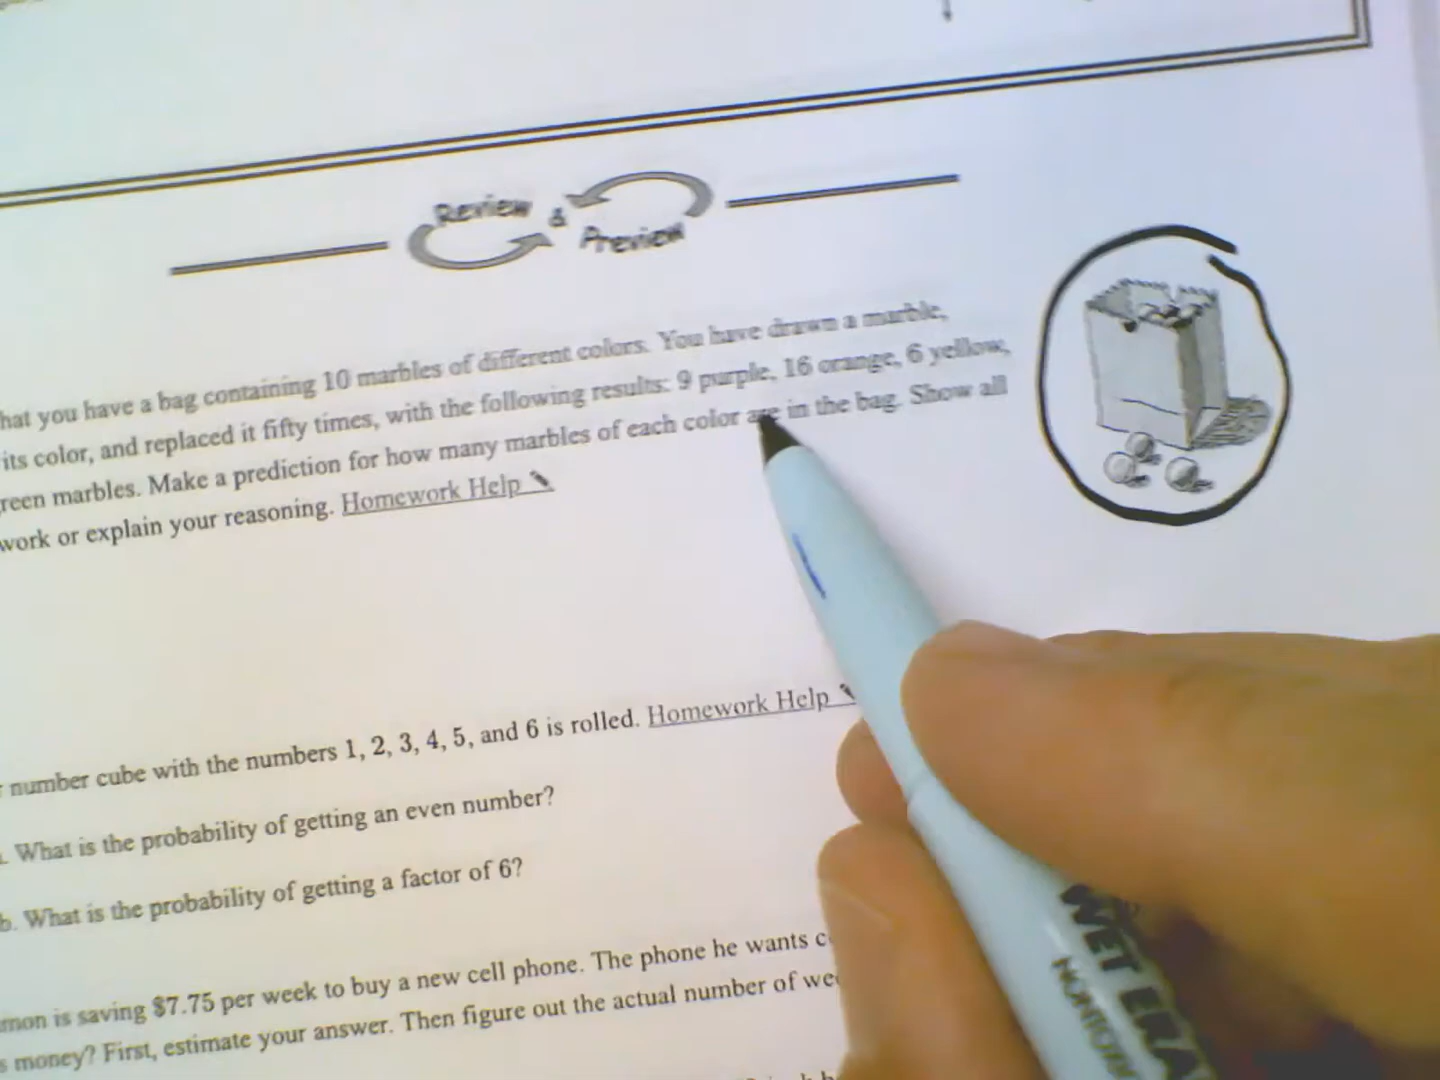 Review & Preview
hat you have a bag containing 10 marbles of different colors. You have drawn a marble,
its color, and replaced it fifty times, with the following results: 9 purple, 16 orange, 6 yellow,
reen marbles. Make a prediction for how many marbles of each color are in the bag. Show all
work or explain your reasoning. Homework Help
number cube with the numbers 1, 2, 3, 4, 5, and 6 is rolled. Homework Help
. What is the probability of getting an even number?
b. What is the probability of getting a factor of 6?
mon is saving $7.75 per week to buy a new cell phone. The phone he wants c
s money? First, estimate your answer. Then figure out the actual number of we
WET ERA